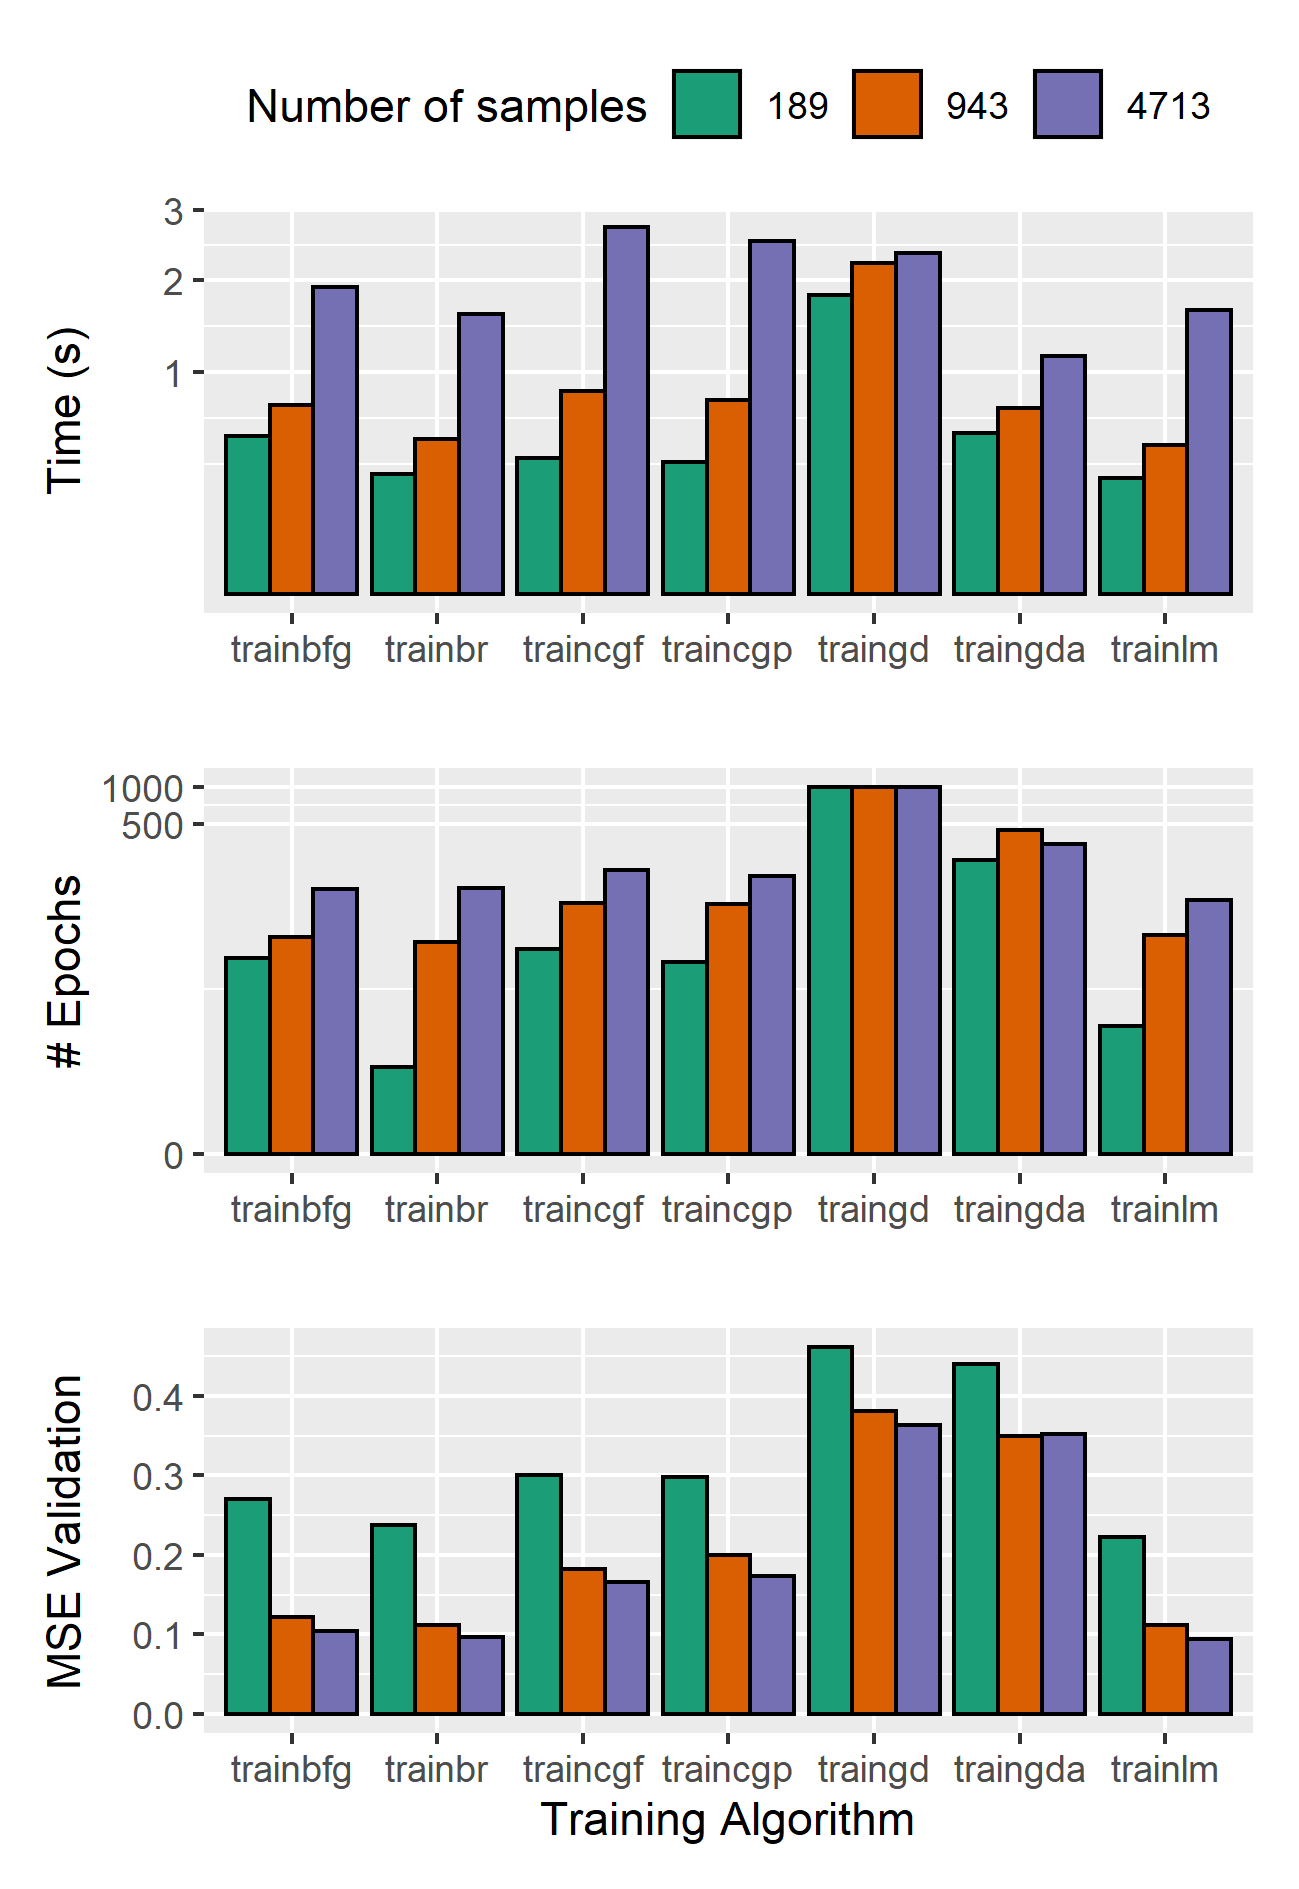 Number of samples 189 943 4713
3
2
1
Time (s)
trainbfg trainbr traincgf traincgp traingd traingda trainlm
1000
500
0
# Epochs
trainbfg trainbr traincgf traincgp traingd traingda trainlm
0.4
0.3
0.2
0.1
0.0
MSE Validation
trainbfg trainbr traincgf traincgp traingd traingda trainlm
Training Algorithm